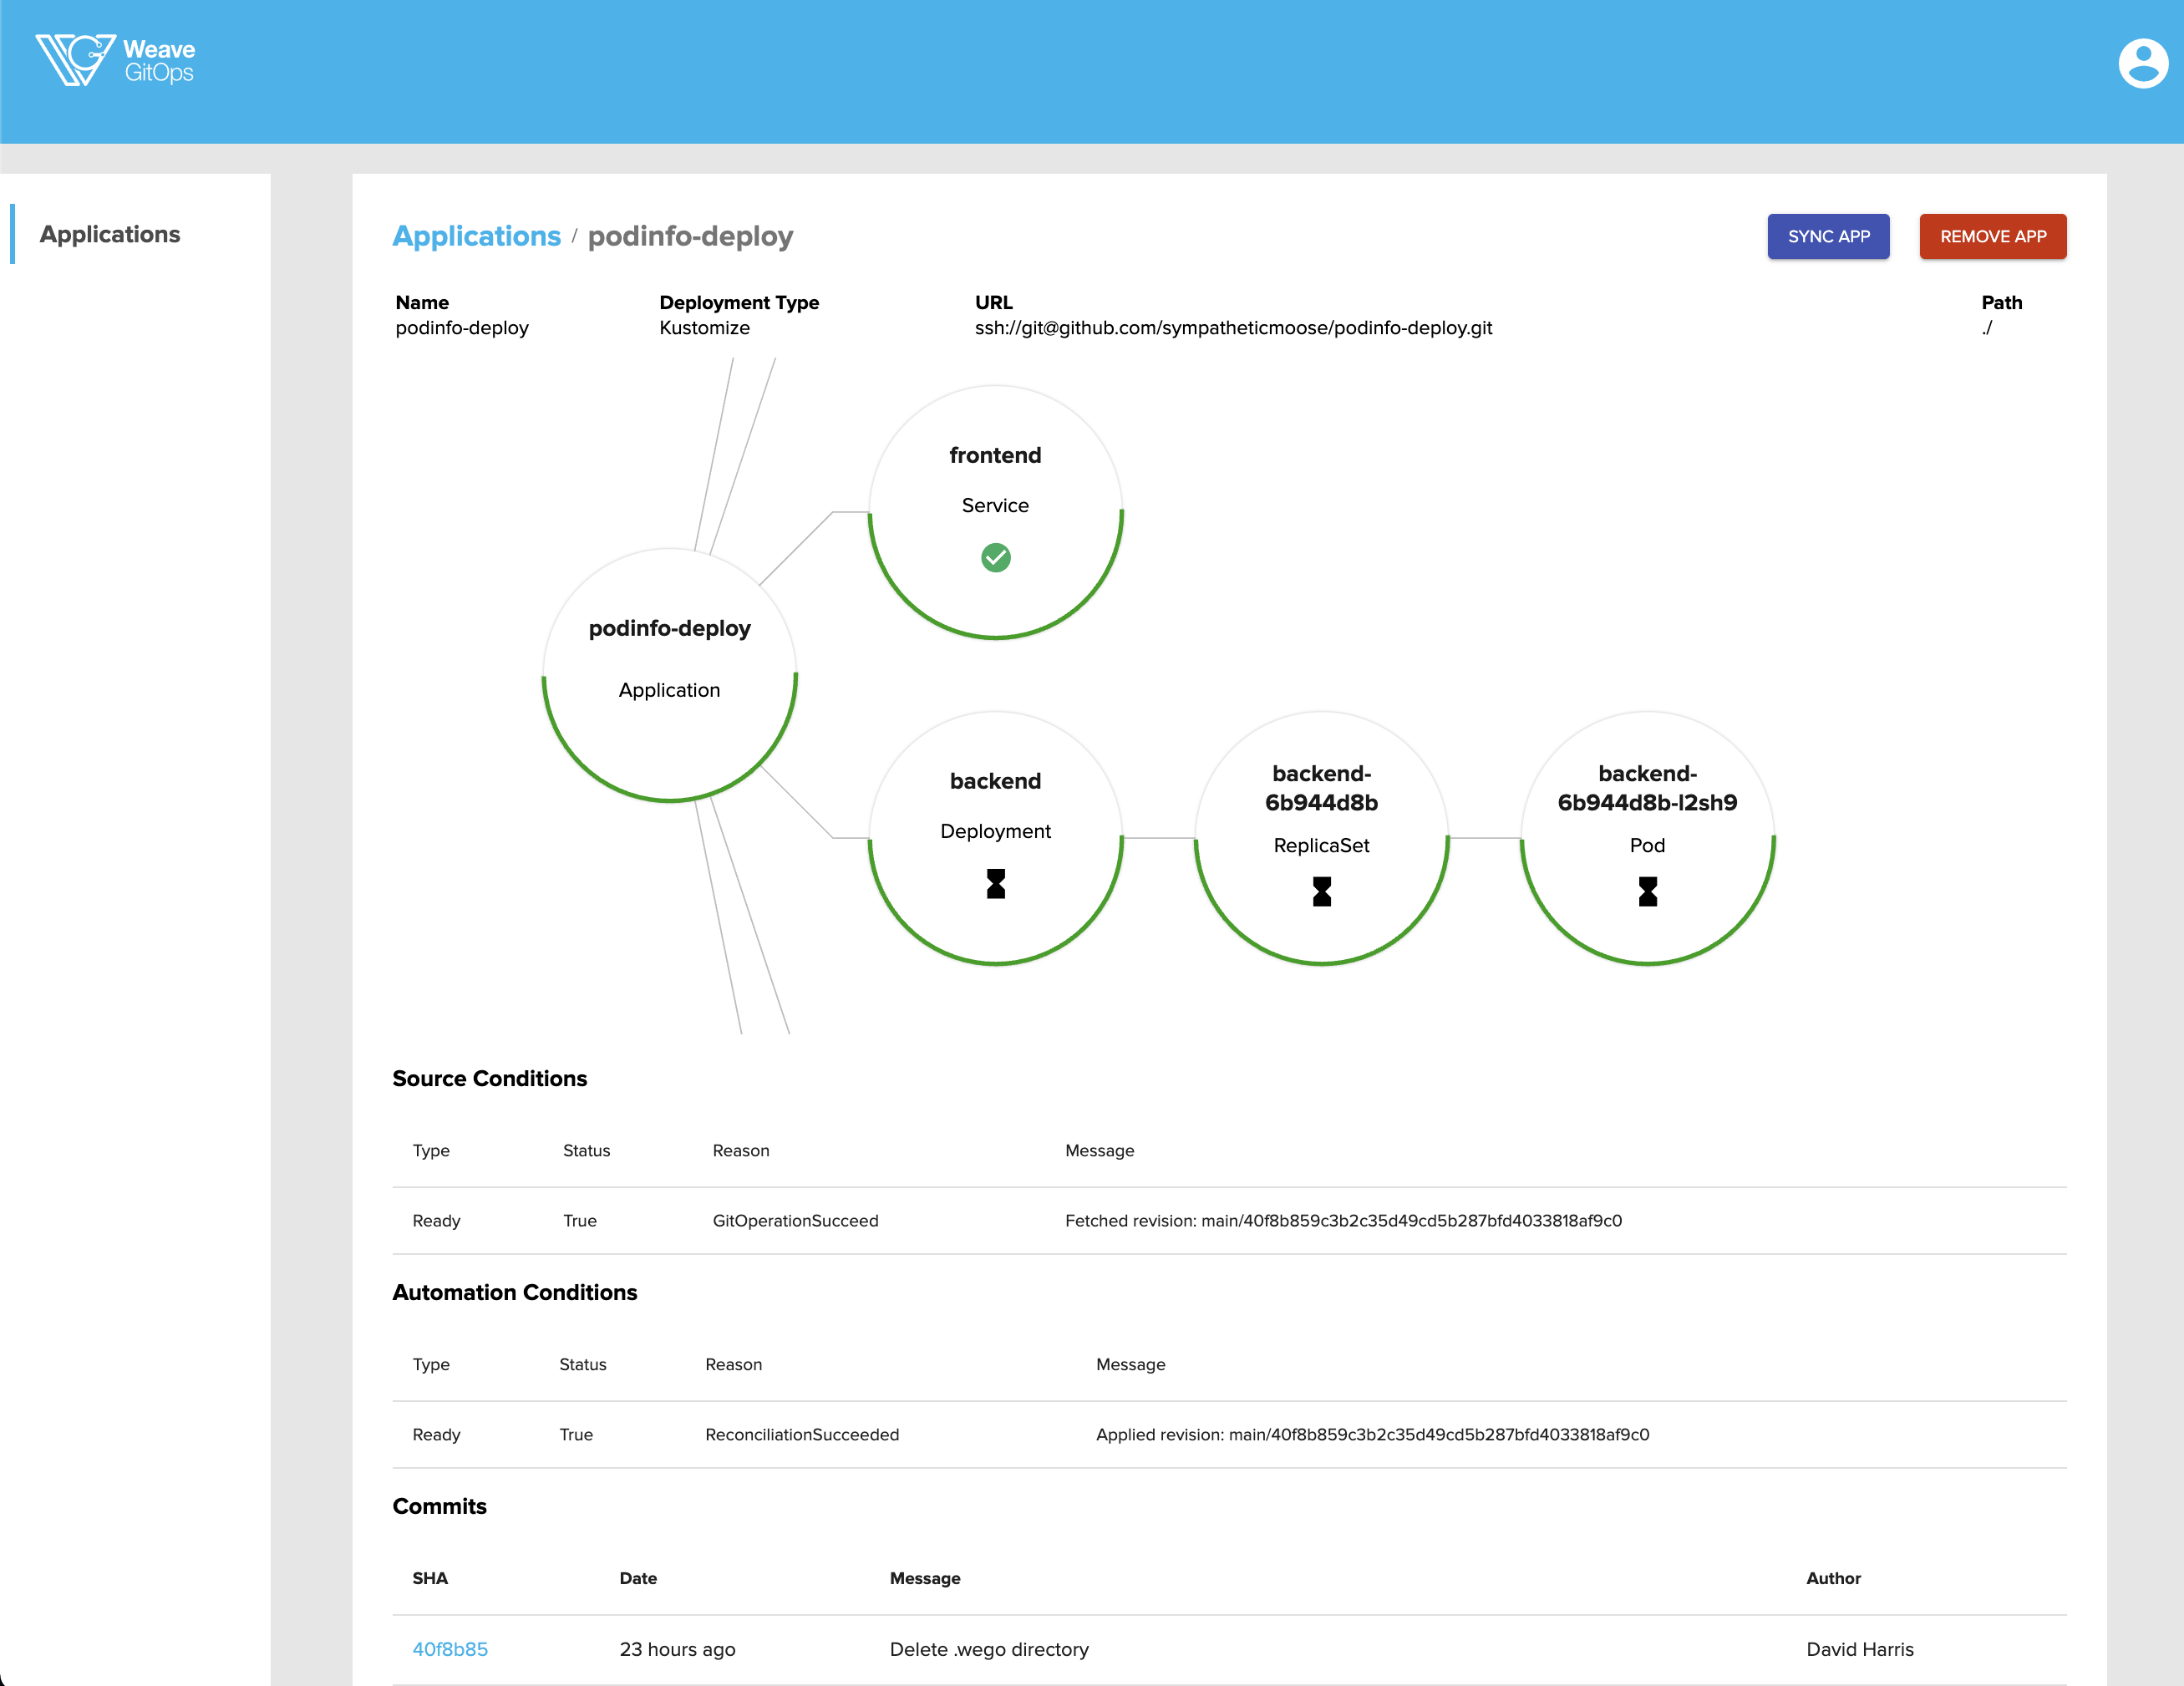 Weave
GitOps
Applications
Applications / podinfo-deploy
SYNC APP
REMOVE APP
Name
podinfo-deploy
Deployment Type
Kustomize
URL
ssh://git@github.com/sympatheticmoose/podinfo-deploy.git
Path
./
frontend
Service
podinfo-deploy
Application
backend
Deployment
backend-
6b944d8b
ReplicaSet
backend-
6b944d8b-l2sh9
Pod
Source Conditions
Type Status Reason Message
Ready True GitOperationSucceed Fetched revision: main/40f8b859c3b2c35d49cd5b287bfd4033818af9c0
Automation Conditions
Type Status Reason Message
Ready True ReconciliationSucceeded Applied revision: main/40f8b859c3b2c35d49cd5b287bfd4033818af9c0
Commits
SHA Date Message Author
40f8b85 23 hours ago Delete .wego directory David Harris